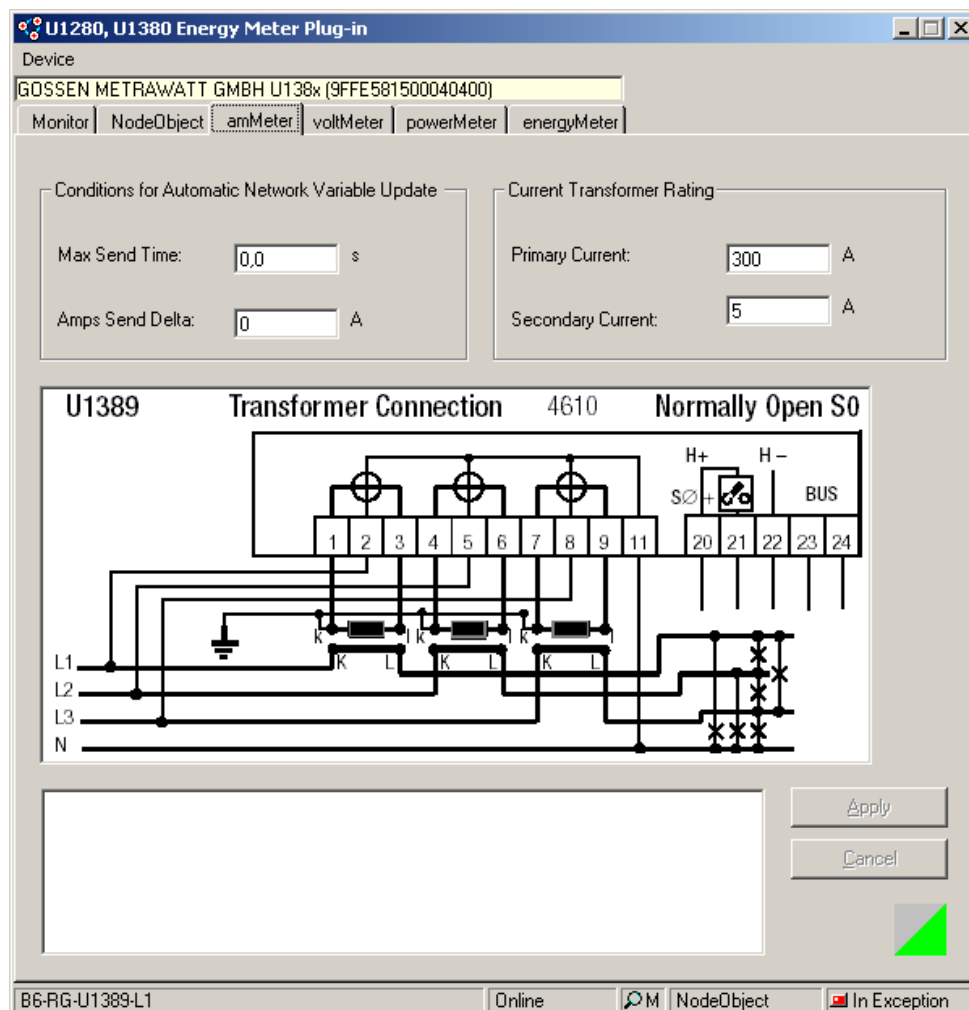 U1280, U1380 Energy Meter Plug-in
Device
GOSSEN METRAWATT GMBH U138x (9FFE581500040400)
Monitor NodeObject amMeter voltMeter powerMeter energyMeter
Conditions for Automatic Network Variable Update
Max Send Time: 0,0 s
Amps Send Delta: 0 A
Current Transformer Rating
Primary Current: 300 A
Secondary Current: 5 A
U1389 Transformer Connection 4610 Normally Open S0
H+ H –
SØ + BUS
1 2 3 4 5 6 7 8 9 11 20 21 22 23 24
k l k l k l
K L K L K L
L1
L2
L3
N
Apply
Cancel
B6-RG-U1389-L1 Online M NodeObject In Exception